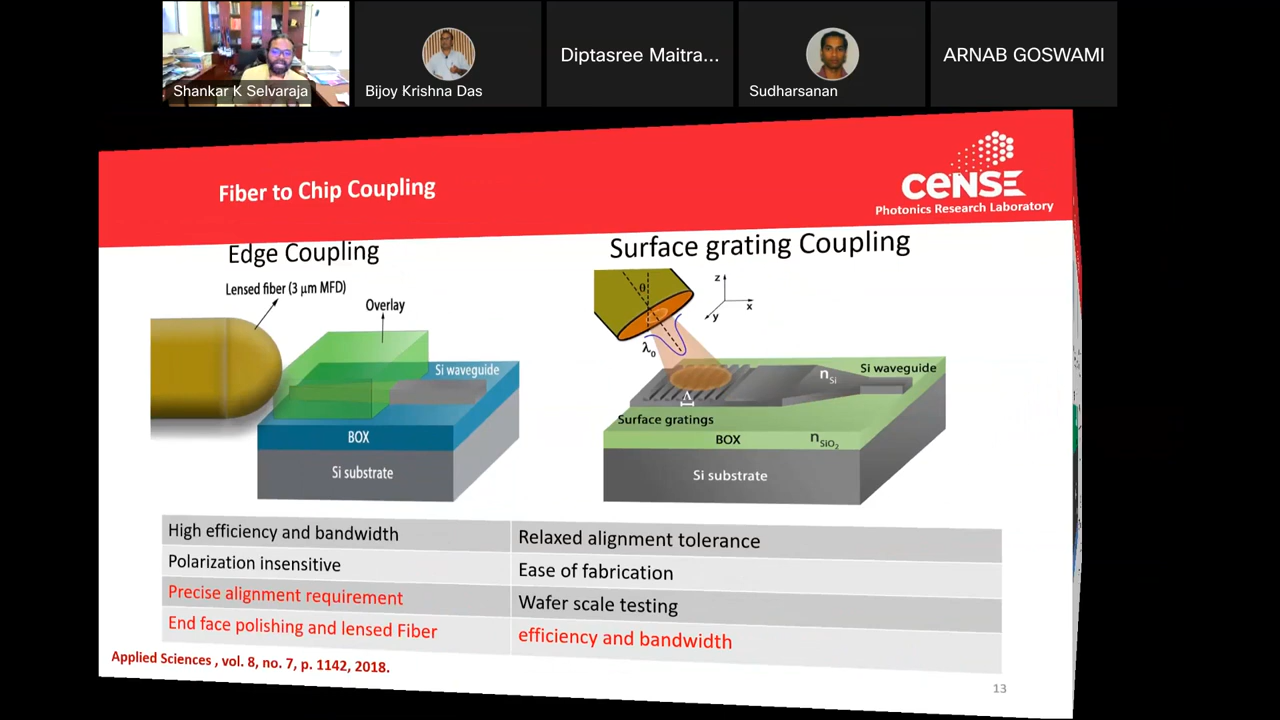 Shankar K Selvaraja
Bijoy Krishna Das
Diptasree Maitra...
Sudharsanan
ARNAB GOSWAMI
Fiber to Chip Coupling
CeNSE
Photonics Research Laboratory
Edge Coupling
Surface grating Coupling
Lensed fiber (3 μm MFD)
Overlay
Si waveguide
BOX
Si substrate
θ
z
x
y
λ₀
Λ
nSi
Si waveguide
Surface gratings
BOX
nSiO₂
Si substrate
High efficiency and bandwidth
Relaxed alignment tolerance
Polarization insensitive
Ease of fabrication
Precise alignment requirement
Wafer scale testing
End face polishing and lensed Fiber
efficiency and bandwidth
Applied Sciences , vol. 8, no. 7, p. 1142, 2018.
13